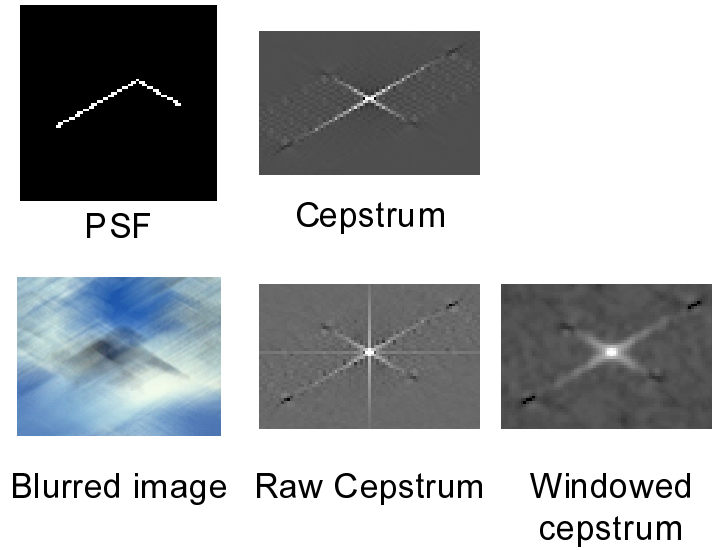 PSF
Cepstrum
Blurred image
Raw Cepstrum
Windowed
cepstrum